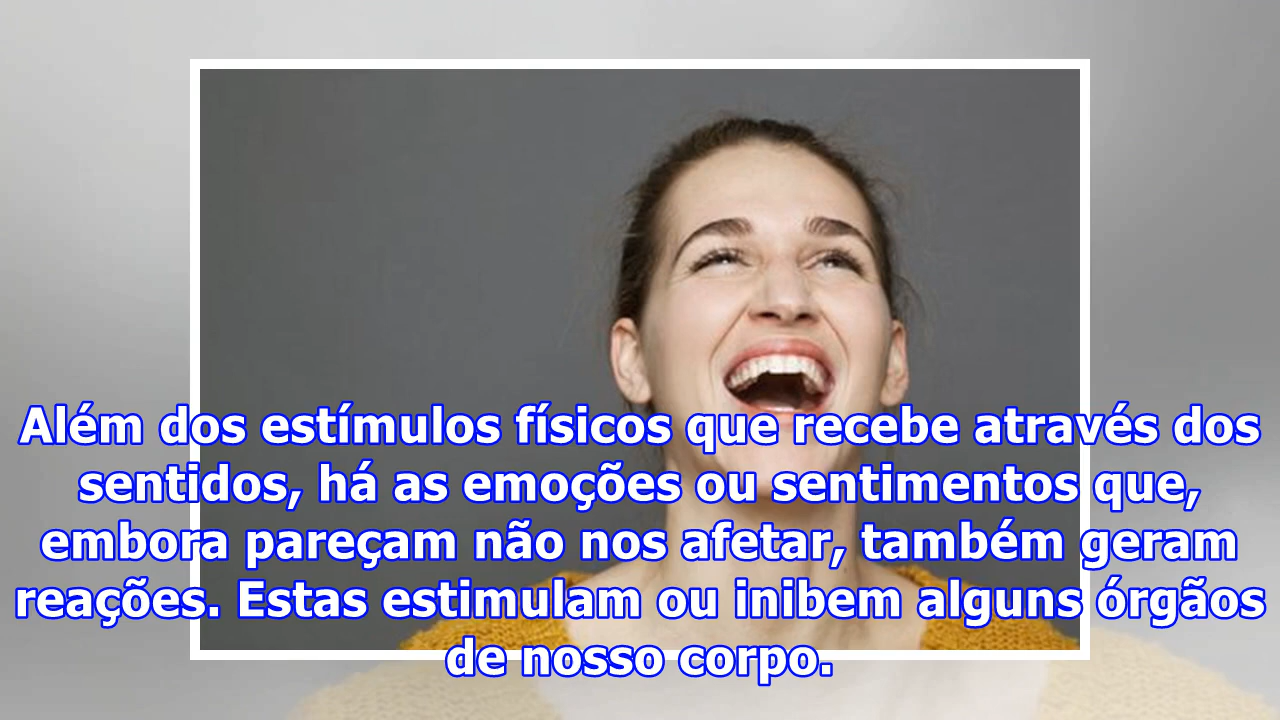 Além dos estímulos físicos que recebe através dos
sentidos, há as emoções ou sentimentos que,
embora pareçam não nos afetar, também geram
reações. Estas estimulam ou inibem alguns órgãos
de nosso corpo.